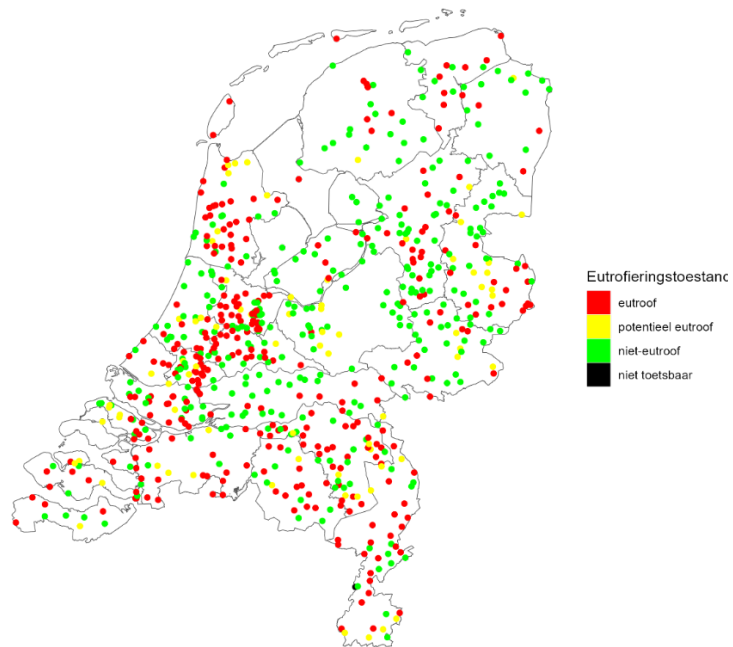 Eutrofieringstoestand
eutroof
potentieel eutroof
niet-eutroof
niet toetsbaar